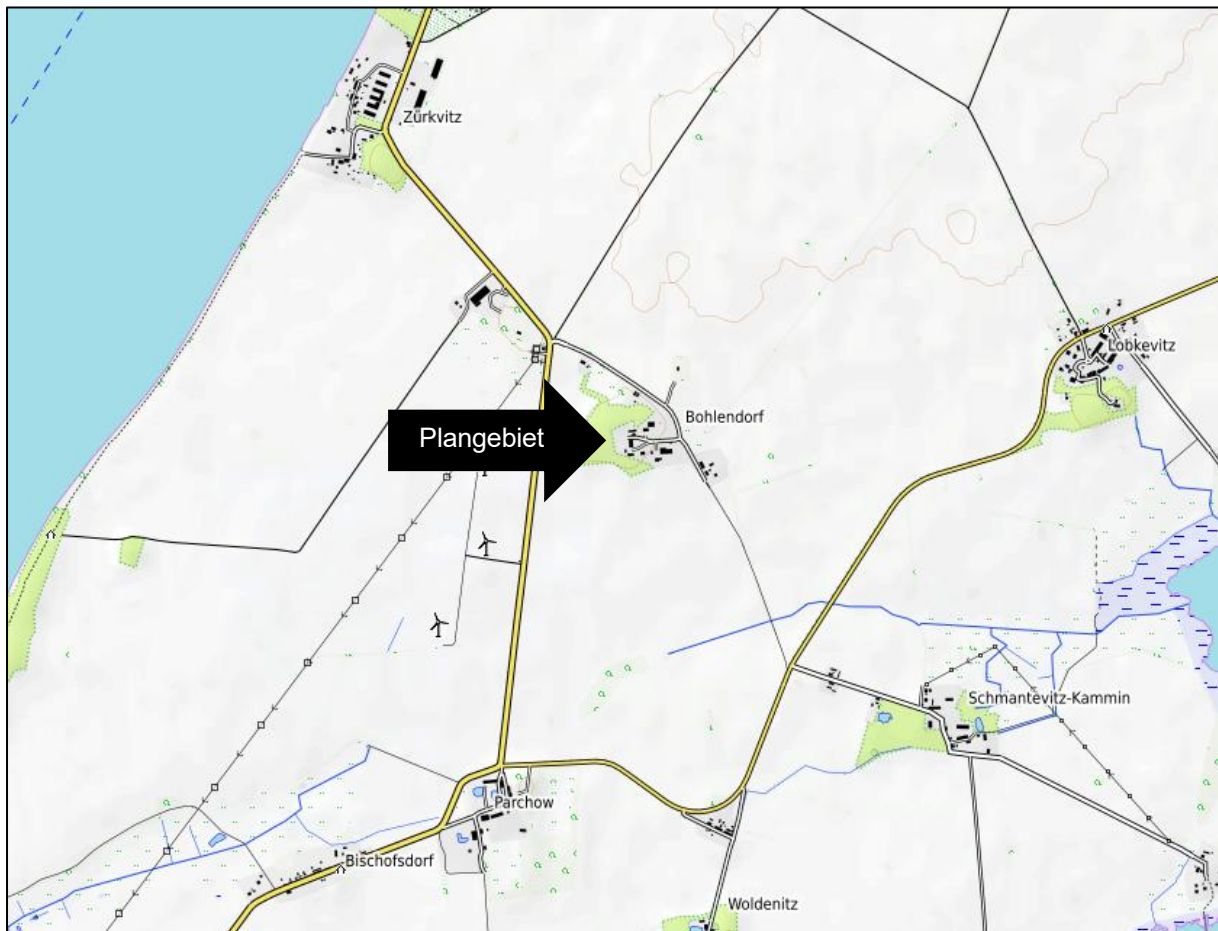 Zürkvitz
Lobkevitz
Bohlendorf
Plangebiet
Schmantevitz-Kammin
Parchow
Bischofsdorf
Woldenitz